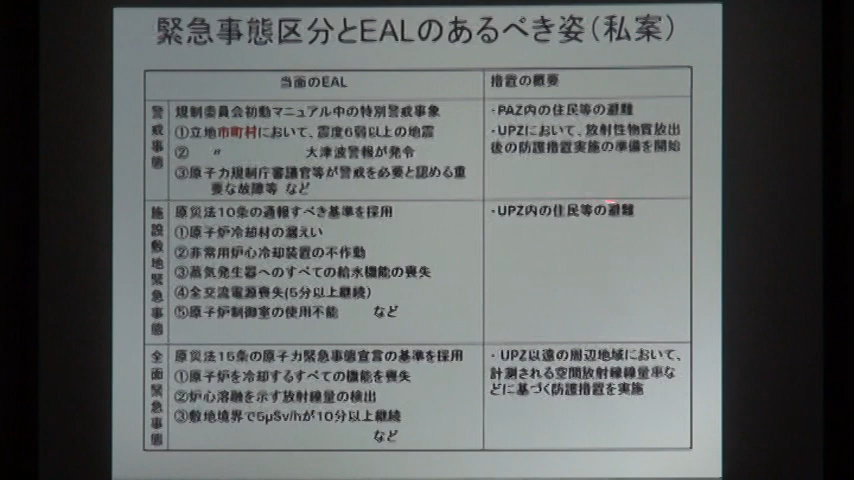 緊急事態区分とEALのあるべき姿（私案）
当面のEAL
措置の概要
警戒事態
規制委員会初動マニュアル中の特別警戒事象
①立地市町村において、震度6弱以上の地震
② 〃 大津波警報が発令
③原子力規制庁審議官等が警戒を必要と認める重
要な故障等 など
・PAZ内の住民等の避難
・UPZにおいて、放射性物質放出
後の防護措置実施の準備を開始
施設敷地緊急事態
原災法10条の通報すべき基準を採用
①原子炉冷却材の漏えい
②非常用炉心冷却装置の不作動
③蒸気発生器へのすべての給水機能の喪失
④全交流電源喪失(5分以上継続)
⑤原子炉制御室の使用不能 など
・UPZ内の住民等の避難
全面緊急事態
原災法15条の原子力緊急事態宣言の基準を採用
①原子炉を冷却するすべての機能を喪失
②炉心溶融を示す放射線量の検出
③敷地境界で5μSv/hが10分以上継続
など
・UPZ以遠の周辺地域において、
計測される空間放射線線量率な
どに基づく防護措置を実施